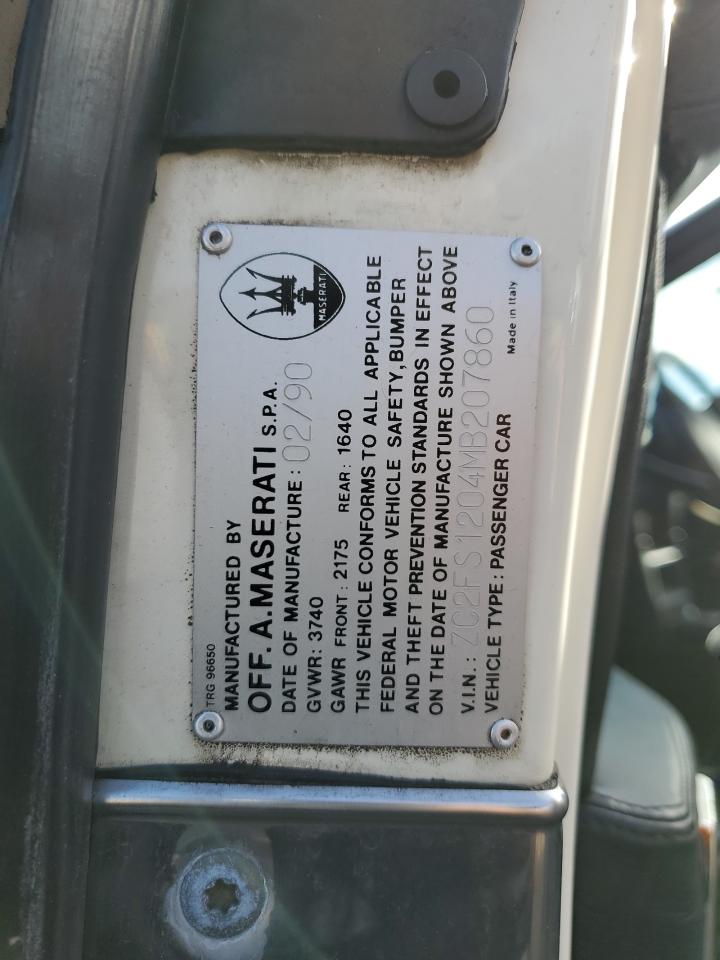 MASERATI
TRG 96650
MANUFACTURED BY
OFF. A. MASERATI S.P.A.
DATE OF MANUFACTURE: 02/90
GVWR: 3740
GAWR FRONT: 2175 REAR: 1640
THIS VEHICLE CONFORMS TO ALL APPLICABLE
FEDERAL MOTOR VEHICLE SAFETY, BUMPER
AND THEFT PREVENTION STANDARDS IN EFFECT
ON THE DATE OF MANUFACTURE SHOWN ABOVE
V.I.N.: ZC2FS1204MB207860
VEHICLE TYPE: PASSENGER CAR
Made in Italy